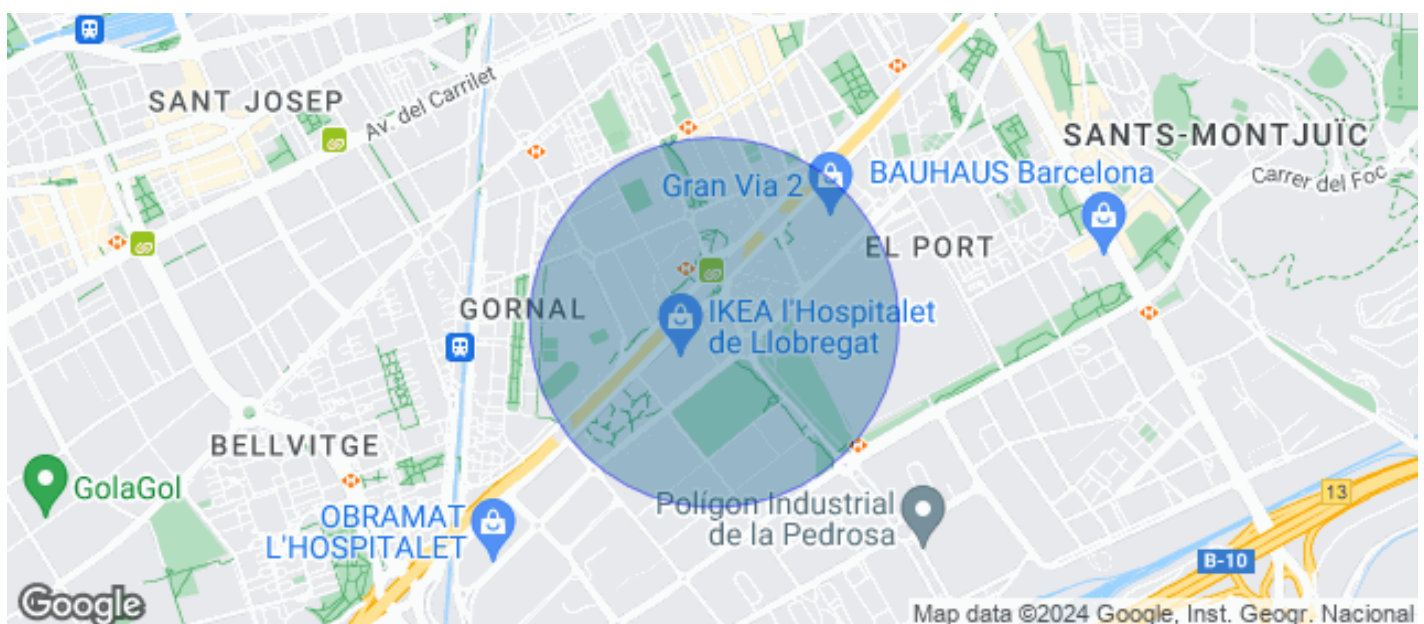 SANT JOSEP
Av. del Carrilet
SANTS-MONTJUÏC
Gran Via 2
BAUHAUS Barcelona
Carrer del Foc
EL PORT
GORNAL
IKEA l'Hospitalet
de Llobregat
BELLVITGE
GolaGol
OBRAMAT
L'HOSPITALET
Polígon Industrial
de la Pedrosa
13
B-10
Google
Map data ©2024 Google, Inst. Geogr. Nacional